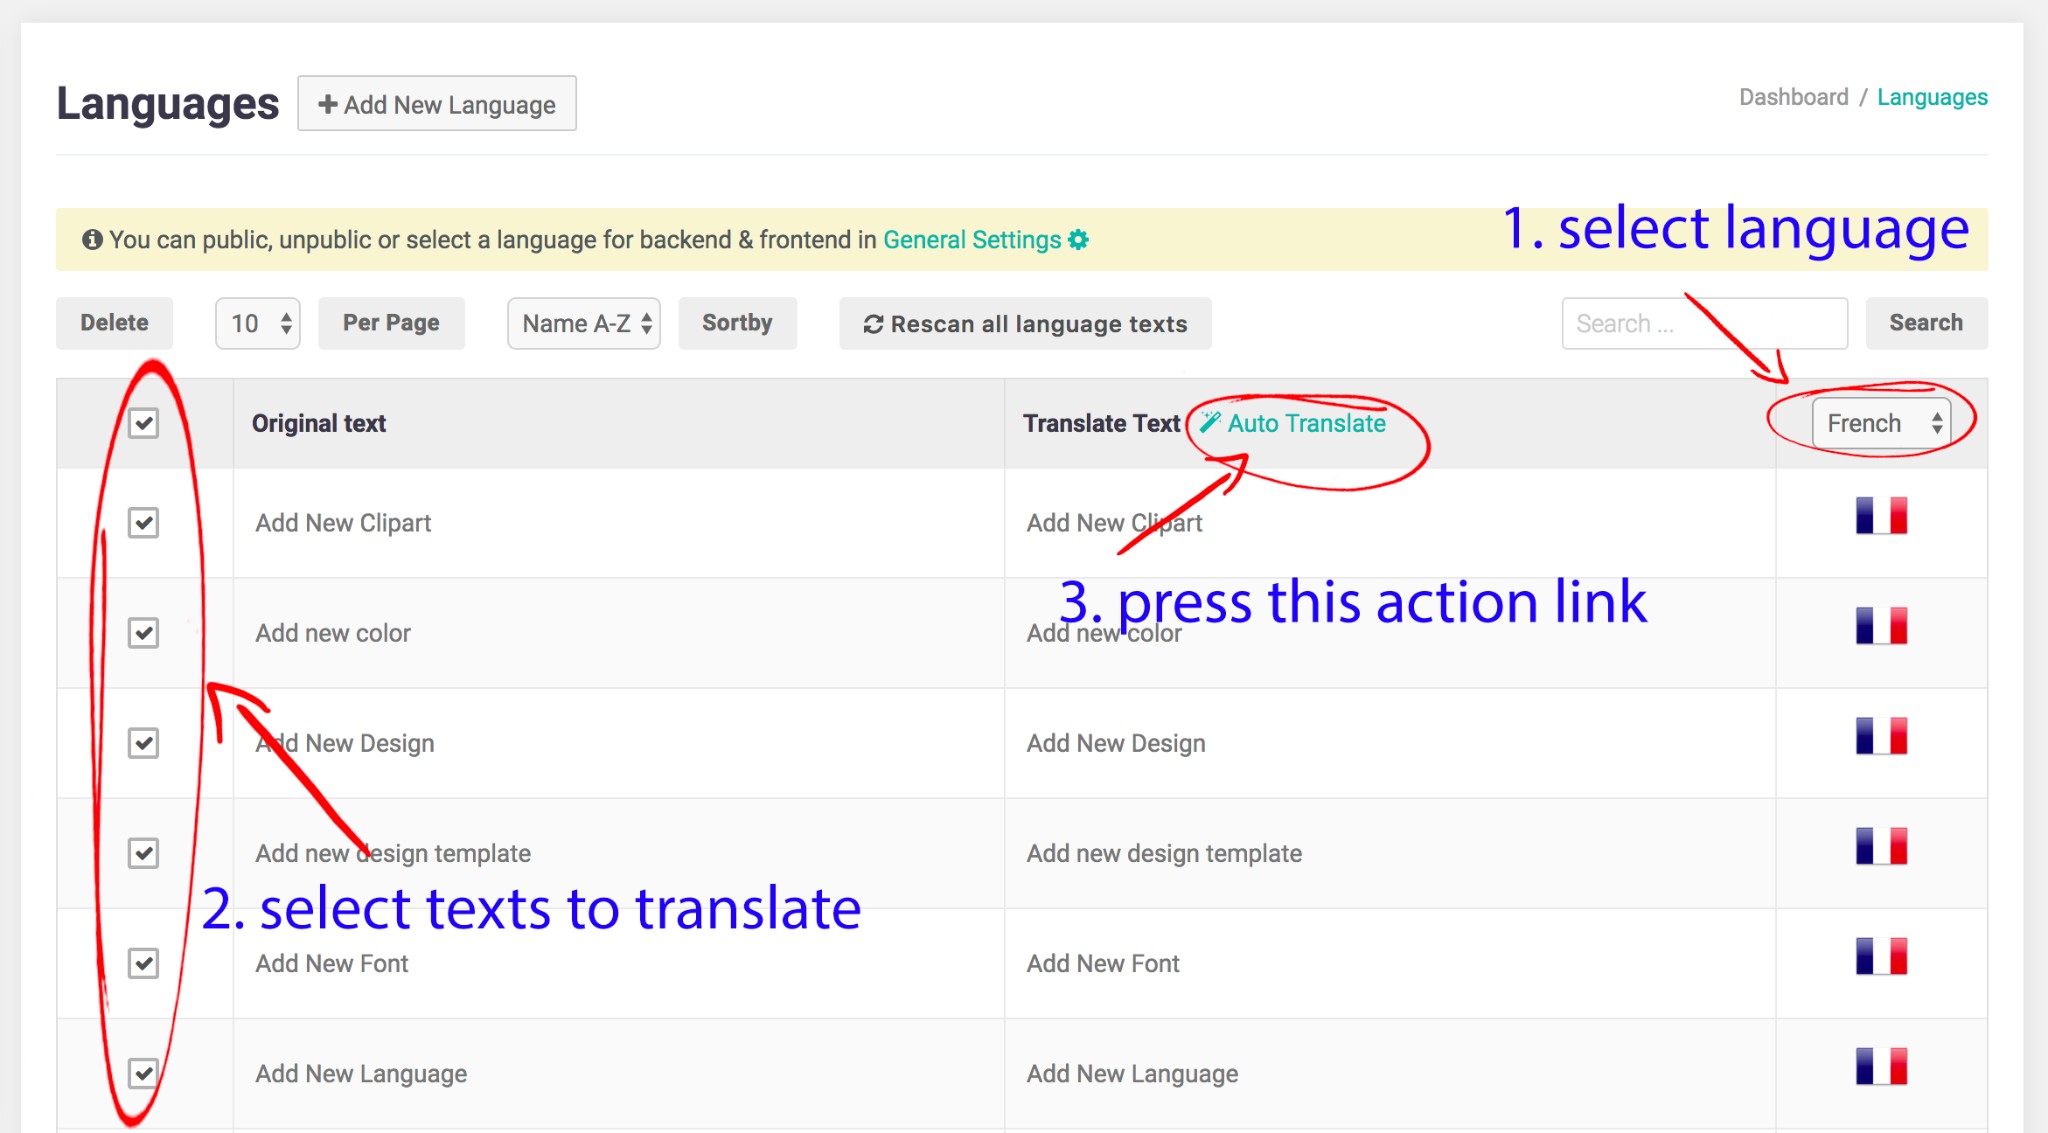 Languages
Add New Language
Dashboard / Languages
1. select language
You can public, unpublic or select a language for backend & frontend in General Settings
Delete
10
Per Page
Name A-Z
Sortby
Rescan all language texts
Search ...
Search
Original text
Translate Text
Auto Translate
French
Add New Clipart
Add New Clipart
3. press this action link
Add new color
Add new color
Add New Design
Add New Design
Add new design template
Add new design template
2. select texts to translate
Add New Font
Add New Font
Add New Language
Add New Language